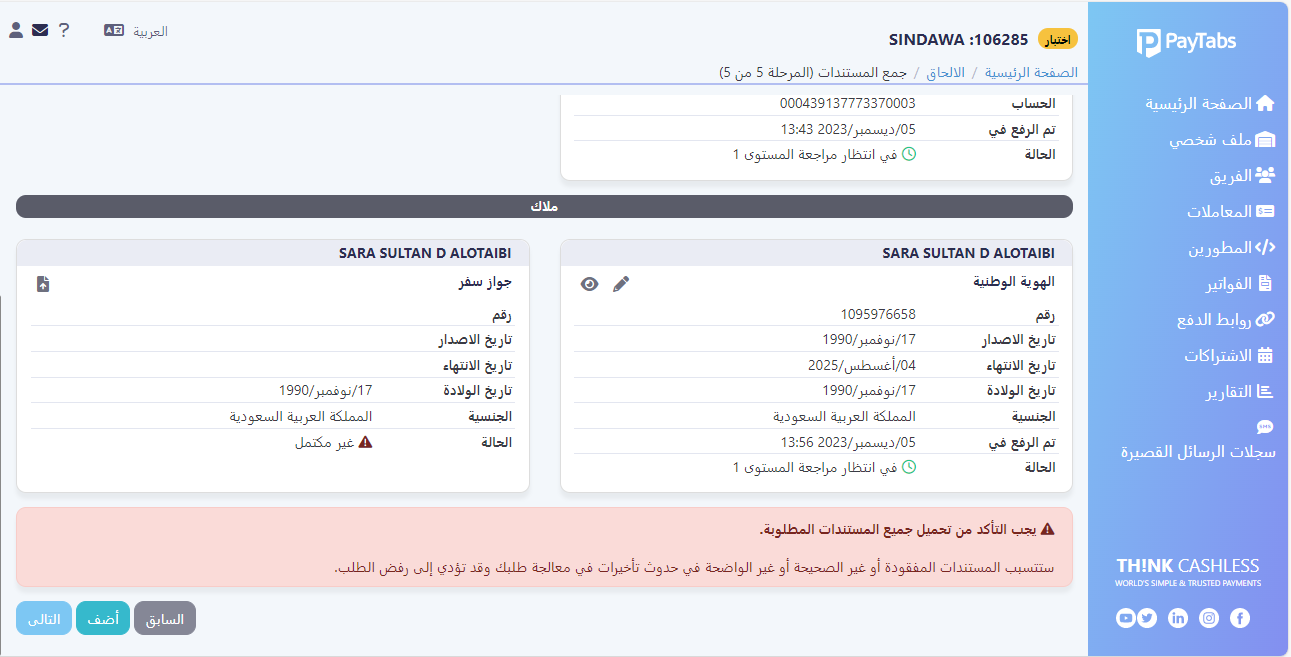 PayTabs
الصفحة الرئيسية
ملف شخصي
الفريق
المعاملات
المطورين
الفواتير
روابط الدفع
الاشتراكات
التقارير
سجلات الرسائل القصيرة
TH!NK CASHLESS
WORLD'S SIMPLE & TRUSTED PAYMENTS
اختبار SINDAWA :106285
العربية
الصفحة الرئيسية / الالحاق / جمع المستندات (المرحلة 5 من 5)
الحساب 000439137773370003
تم الرفع في 05/ديسمبر/2023 13:43
الحالة في انتظار مراجعة المستوى 1
ملاك
SARA SULTAN D ALOTAIBI
الهوية الوطنية
رقم 1095976658
تاريخ الاصدار 17/نوفمبر/1990
تاريخ الانتهاء 04/أغسطس/2025
تاريخ الولادة 17/نوفمبر/1990
الجنسية المملكة العربية السعودية
تم الرفع في 05/ديسمبر/2023 13:56
الحالة في انتظار مراجعة المستوى 1
SARA SULTAN D ALOTAIBI
جواز سفر
رقم
تاريخ الاصدار
تاريخ الانتهاء
تاريخ الولادة 17/نوفمبر/1990
الجنسية المملكة العربية السعودية
الحالة غير مكتمل
يجب التأكد من تحميل جميع المستندات المطلوبة.
ستتسبب المستندات المفقودة أو غير الصحيحة أو غير الواضحة في حدوث تأخيرات في معالجة طلبك وقد تؤدي إلى رفض الطلب.
السابق أضف التالى